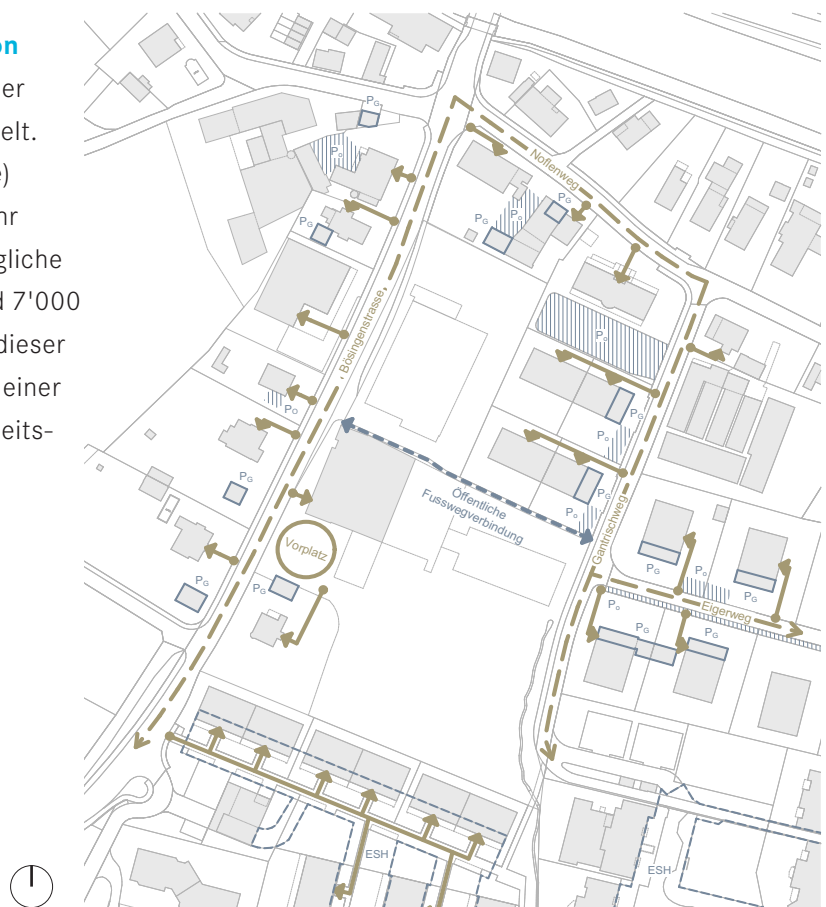 on
er
elt.
e)
hr
gliche
d 7'000
dieser
einer
eits-
PG
Po
PG
Noflenweg
PG
Po
PG
Bösingenstrasse
Po
PG
Po
Po
PG
PG
Po
Öffentliche
Fusswegverbindung
Gantrischweg
Vorplatz
PG
PG
PG
Po
PG
Eigerweg
Po
PG
PG
ESH
ESH